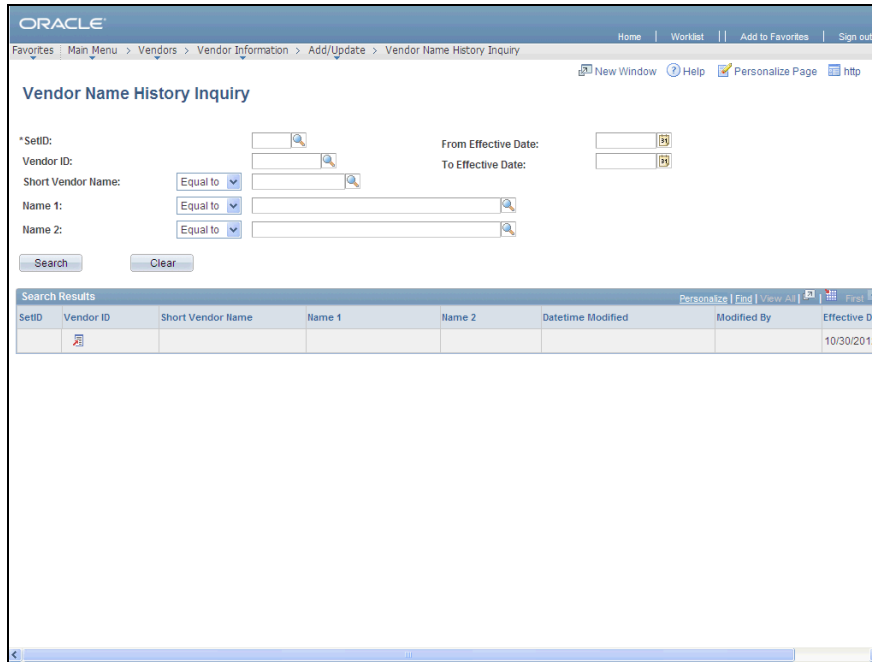 ORACLE
Home | Worklist || Add to Favorites | Sign out
Favorites | Main Menu > Vendors > Vendor Information > Add/Update > Vendor Name History Inquiry
New Window Help Personalize Page http
Vendor Name History Inquiry
*SetID: From Effective Date: 31
Vendor ID: To Effective Date: 31
Short Vendor Name: Equal to
Name 1: Equal to
Name 2: Equal to
Search Clear
Search Results Personalize | Find | View All | | First
SetID Vendor ID Short Vendor Name Name 1 Name 2 Datetime Modified Modified By Effective D
10/30/201